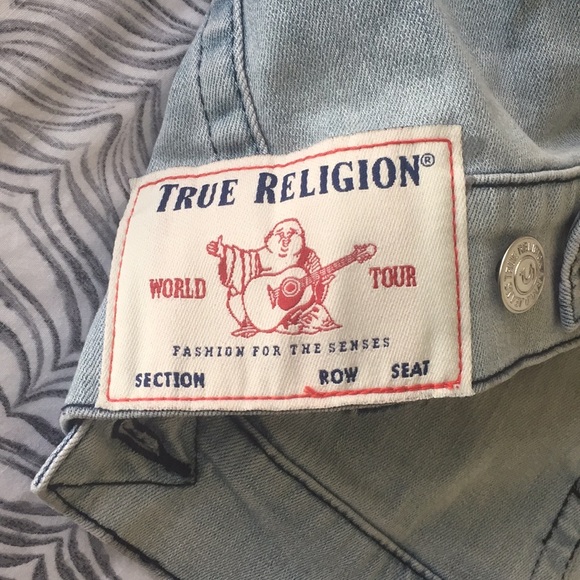 TRUE RELIGION®
WORLD TOUR
FASHION FOR THE SENSES
SECTION ROW SEAT